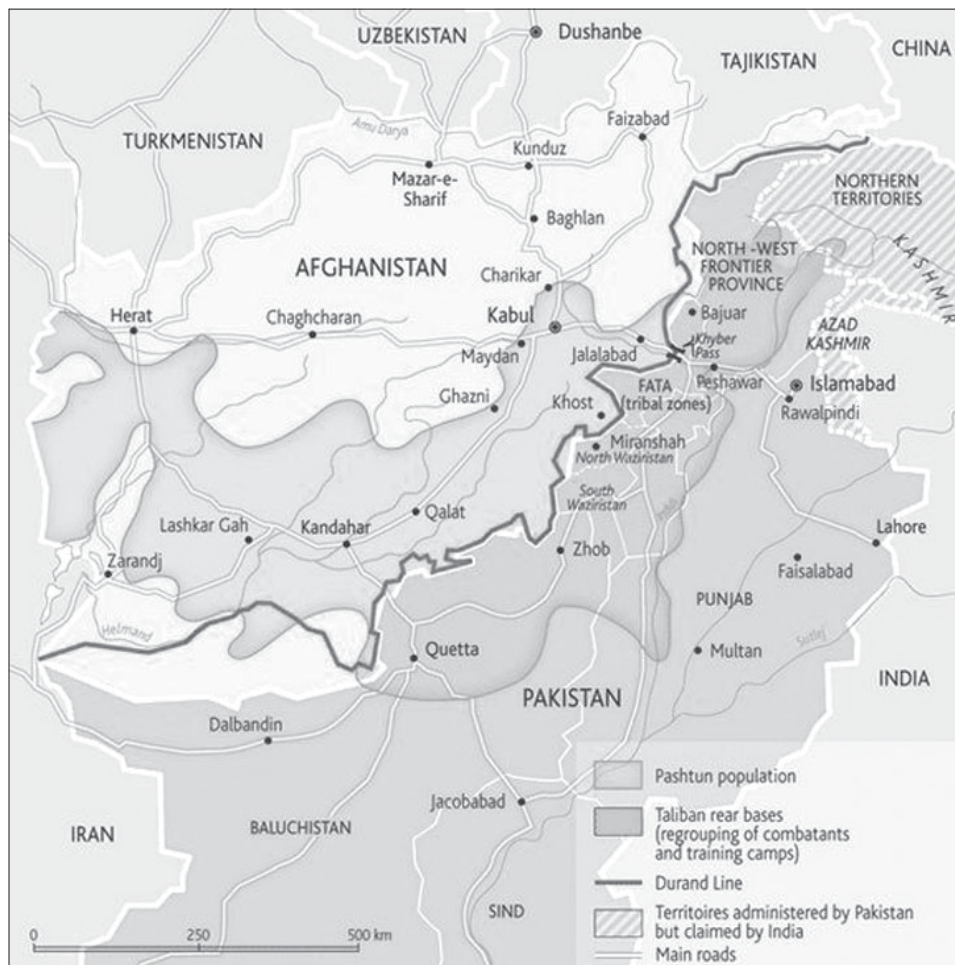 UZBEKISTAN
Dushanbe
TAJIKISTAN
CHINA
TURKMENISTAN
Amu Darya
Faizabad
Kunduz
Mazar-e-
Sharif
NORTHERN
TERRITORIES
Baghlan
KASHMIR
NORTH -WEST
FRONTIER
PROVINCE
AFGHANISTAN
Charikar
Herat
Chaghcharan
Kabul
Bajuar
Khyber
Pass
AZAD
KASHMIR
Maydan
Jalalabad
Peshawar
Islamabad
FATA
(tribal zones)
Rawalpindi
Ghazni
Khost
Miranshah
North Waziristan
South
Waziristan
Lashkar Gah
Kandahar
Qalat
Zhob
Lahore
Faisalabad
Zarandj
PUNJAB
Helmand
Sutlej
Quetta
Multan
INDIA
PAKISTAN
Dalbandin
Jacobabad
IRAN
BALUCHISTAN
SIND
Pashtun population
Taliban rear bases
(regrouping of combatants
and training camps)
Durand Line
Territoires administered by Pakistan
but claimed by India
Main roads
0 250 500 km